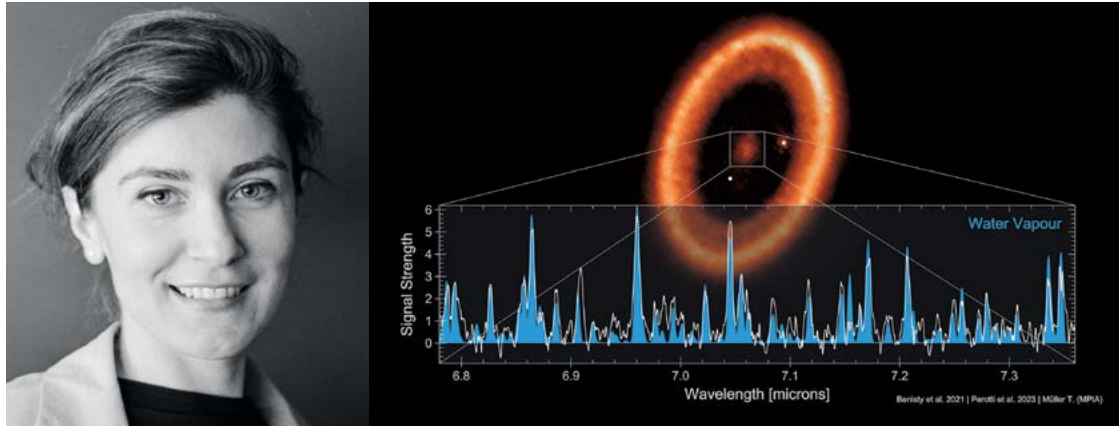 Water Vapour
Signal Strength
6
5
4
3
2
1
0
6.8 6.9 7.0 7.1 7.2 7.3
Wavelength [microns]
Benisty et al. 2021 | Perotti et al. 2023 | Müller T. (MPIA)